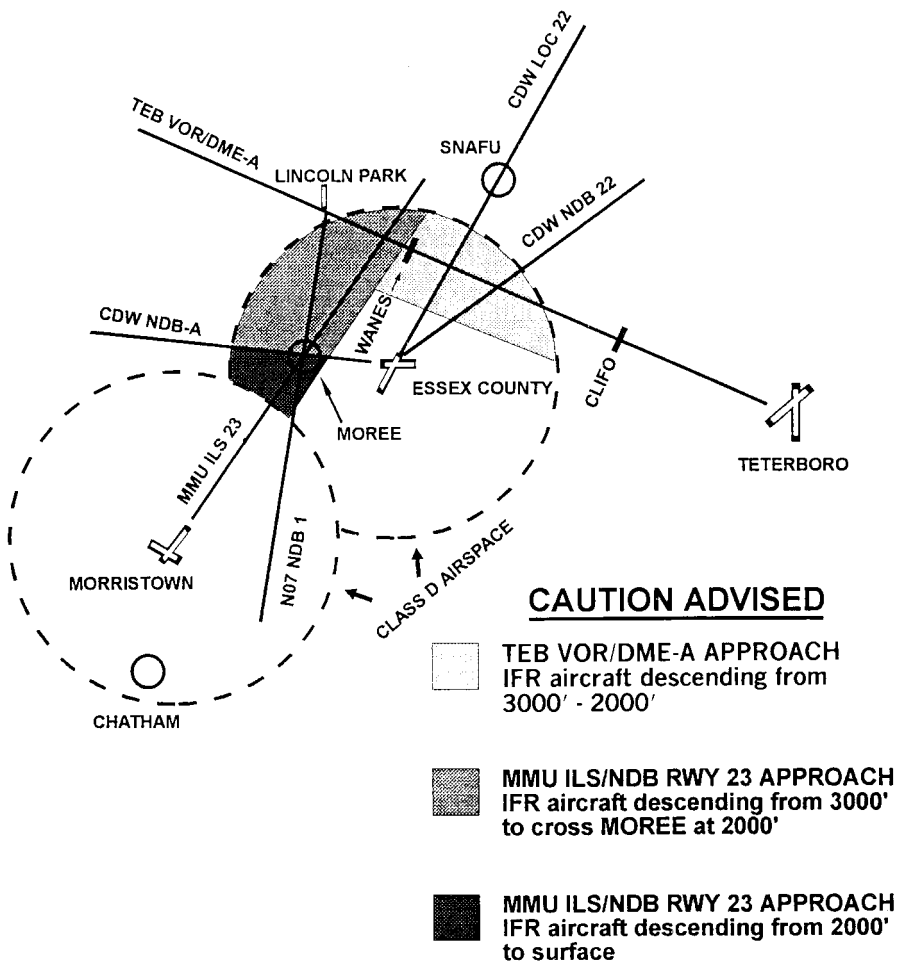 CDW LOC 22
TEB VOR/DME-A
SNAFU
LINCOLN PARK
CDW NDB 22
WANES
CDW NDB-A
ESSEX COUNTY
CLIFO
MOREE
MMU ILS 23
TETERBORO
N07 NDB 1
CLASS D AIRSPACE
MORRISTOWN
CHATHAM
CAUTION ADVISED
TEB VOR/DME-A APPROACH
IFR aircraft descending from
3000' - 2000'
MMU ILS/NDB RWY 23 APPROACH
IFR aircraft descending from 3000'
to cross MOREE at 2000'
MMU ILS/NDB RWY 23 APPROACH
IFR aircraft descending from 2000'
to surface